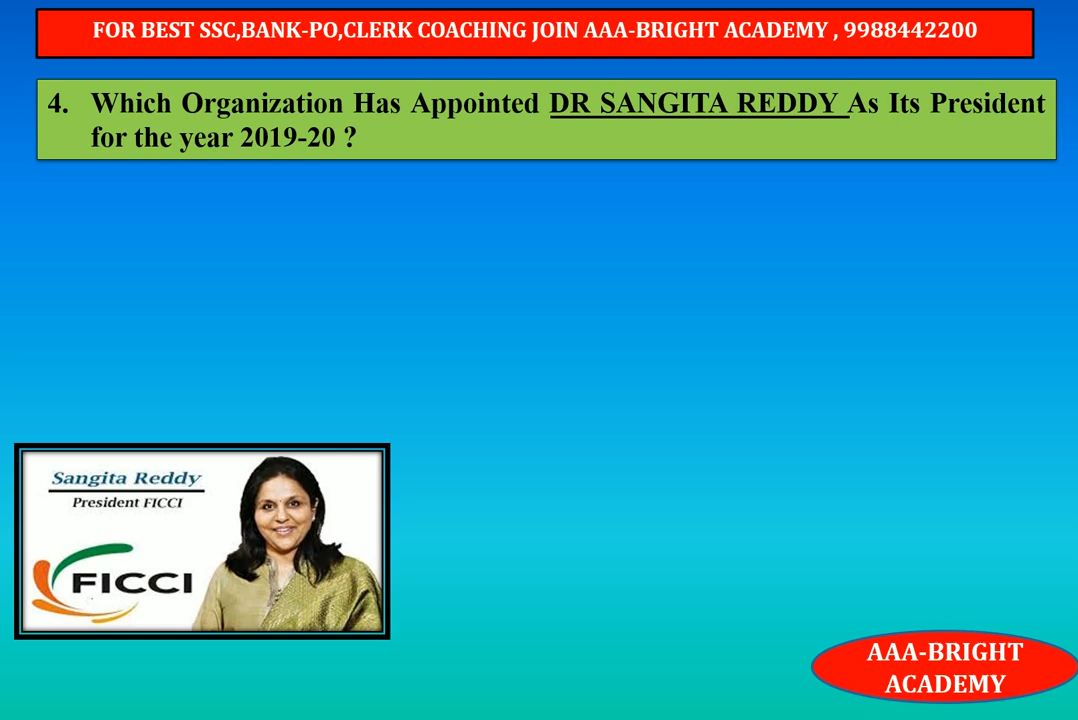 FOR BEST SSC,BANK-PO,CLERK COACHING JOIN AAA-BRIGHT ACADEMY , 9988442200
4. Which Organization Has Appointed DR SANGITA REDDY As Its President
for the year 2019-20 ?
Sangita Reddy
President FICCI
FICCI
AAA-BRIGHT
ACADEMY